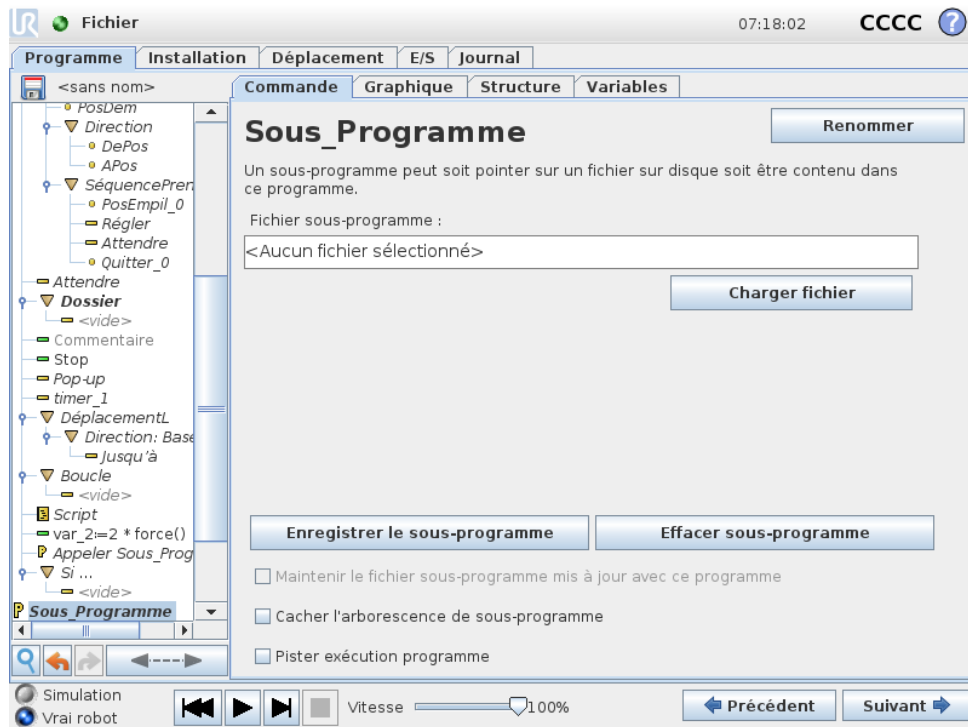 UR Fichier 07:18:02 CCCC ?
Programme Installation Déplacement E/S Journal
<sans nom>
Commande Graphique Structure Variables
PosDem
Direction
DePos
APos
SéquencePren
PosEmpil_0
Régler
Attendre
Quitter_0
Attendre
Dossier
<vide>
Commentaire
Stop
Pop-up
timer_1
DéplacementL
Direction: Base
Jusqu'à
Boucle
<vide>
Script
var_2:=2 * force()
Appeler Sous_Prog
Si ...
<vide>
Sous_Programme
Sous_Programme
Renommer
Un sous-programme peut soit pointer sur un fichier sur disque soit être contenu dans
ce programme.
Fichier sous-programme :
<Aucun fichier sélectionné>
Charger fichier
Enregistrer le sous-programme Effacer sous-programme
Maintenir le fichier sous-programme mis à jour avec ce programme
Cacher l'arborescence de sous-programme
Pister exécution programme
Simulation
Vrai robot
Vitesse 100%
Précédent Suivant